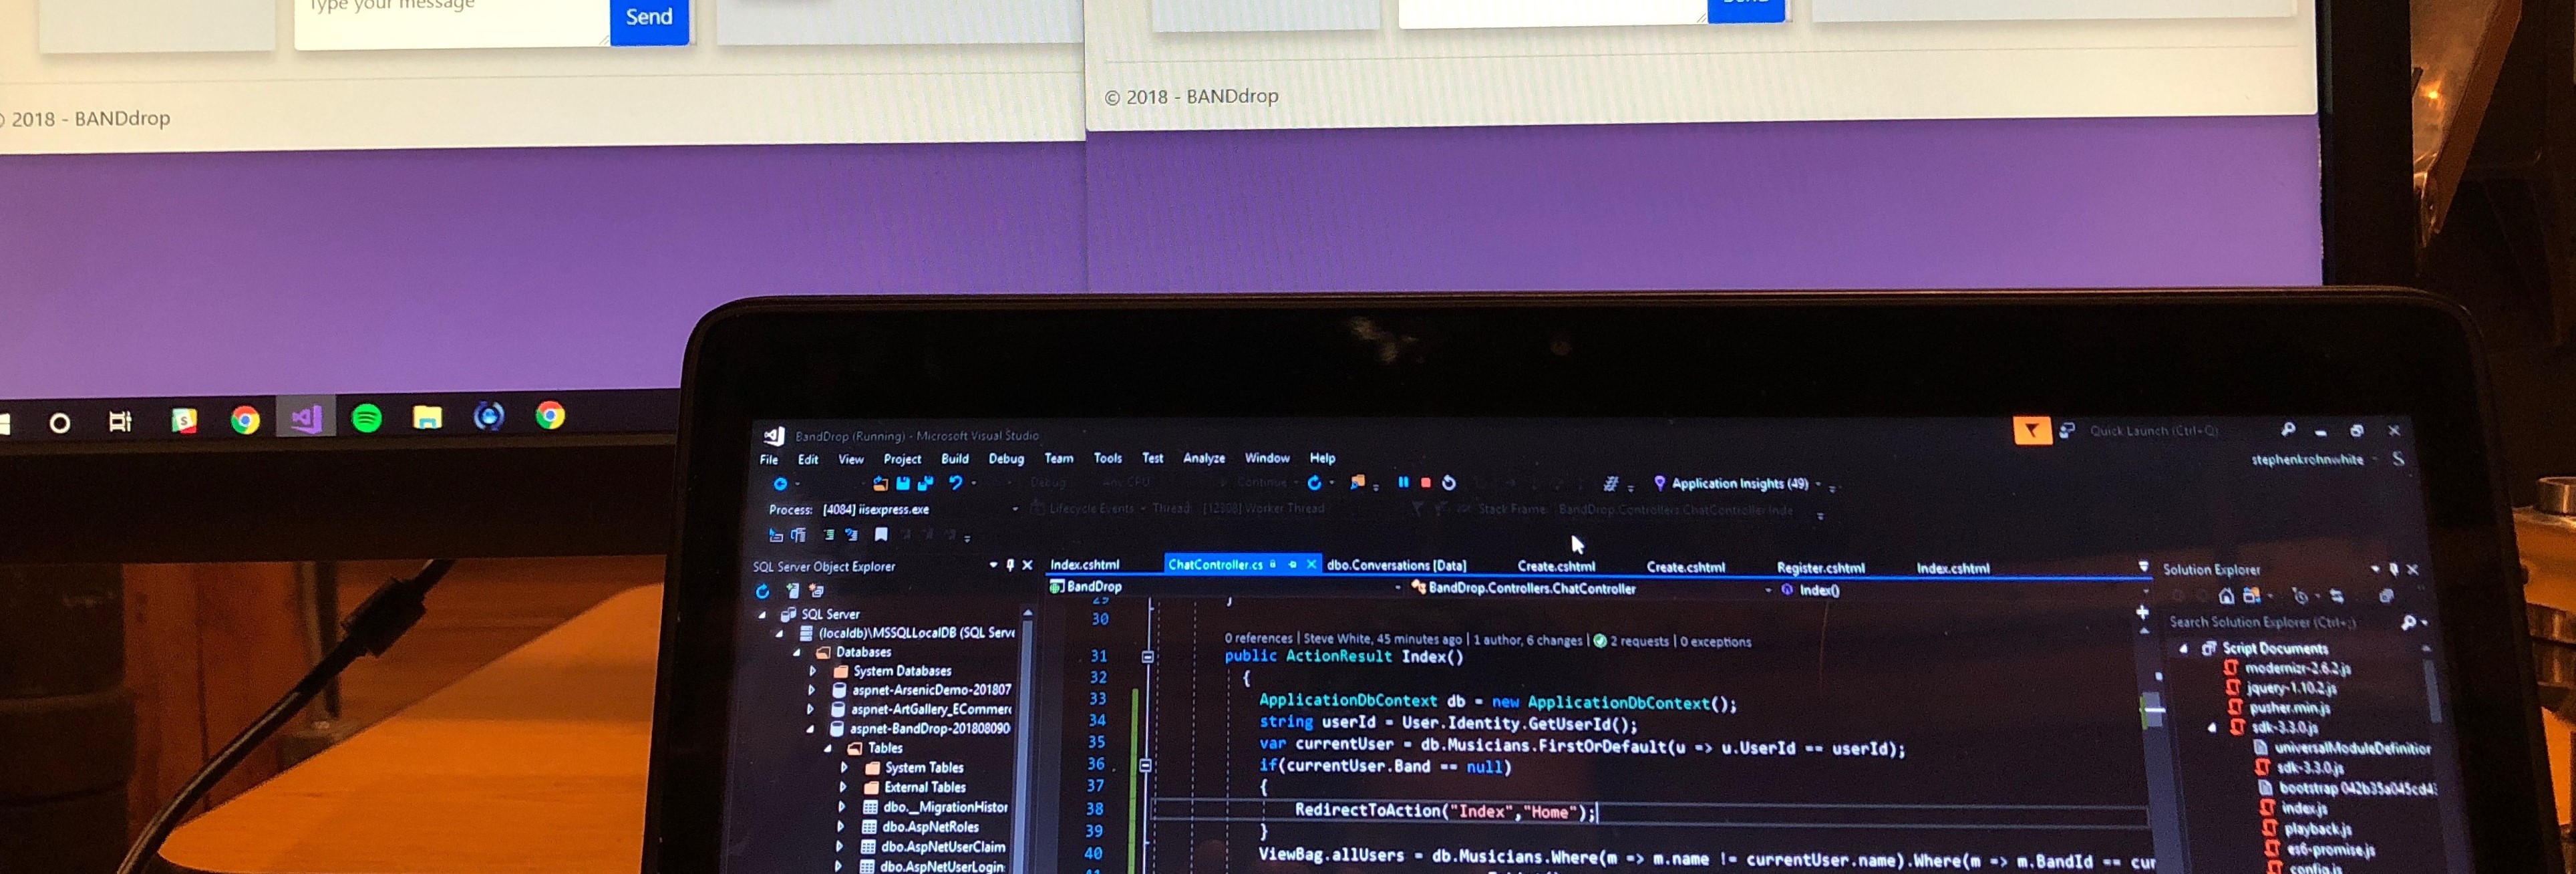 Type your message
Send
© 2018 - BANDdrop
2018 - BANDdrop
BandDrop (Running) - Microsoft Visual Studio
Quick Launch (Ctrl+Q)
File Edit View Project Build Debug Team Tools Test Analyze Window Help
stephenkrohnwhite S
Debug Any CPU Continue Application Insights (49)
Process: [4084] iisexpress.exe Lifecycle Events Thread: [12308] Worker Thread Stack Frame: BandDrop.Controllers.ChatController.Inde
SQL Server Object Explorer
Index.cshtml ChatController.cs dbo.Conversations [Data] Create.cshtml Create.cshtml Register.cshtml Index.cshtml
BandDrop BandDrop.Controllers.ChatController Index()
SQL Server
(localdb)\MSSQLLocalDB (SQL Serve
Databases
System Databases
aspnet-ArsenicDemo-201807
aspnet-ArtGallery_ECommerc
aspnet-BandDrop-201808090
Tables
System Tables
External Tables
dbo.__MigrationHistor
dbo.AspNetRoles
dbo.AspNetUserClaim
dbo.AspNetUserLogin
29 }
30
0 references | Steve White, 45 minutes ago | 1 author, 6 changes | 2 requests | 0 exceptions
31 public ActionResult Index()
32 {
33 ApplicationDbContext db = new ApplicationDbContext();
34 string userId = User.Identity.GetUserId();
35 var currentUser = db.Musicians.FirstOrDefault(u => u.UserId == userId);
36 if(currentUser.Band == null)
37 {
38 RedirectToAction("Index","Home");
39 }
40 ViewBag.allUsers = db.Musicians.Where(m => m.name != currentUser.name).Where(m => m.BandId == cur
Solution Explorer
Search Solution Explorer (Ctrl+;)
Script Documents
modernizr-2.6.2.js
jquery-1.10.2.js
pusher.min.js
sdk-3.3.0.js
universalModuleDefinition
sdk-3.3.0.js
bootstrap 042b35a045cd4
index.js
playback.js
es6-promise.js
config.js